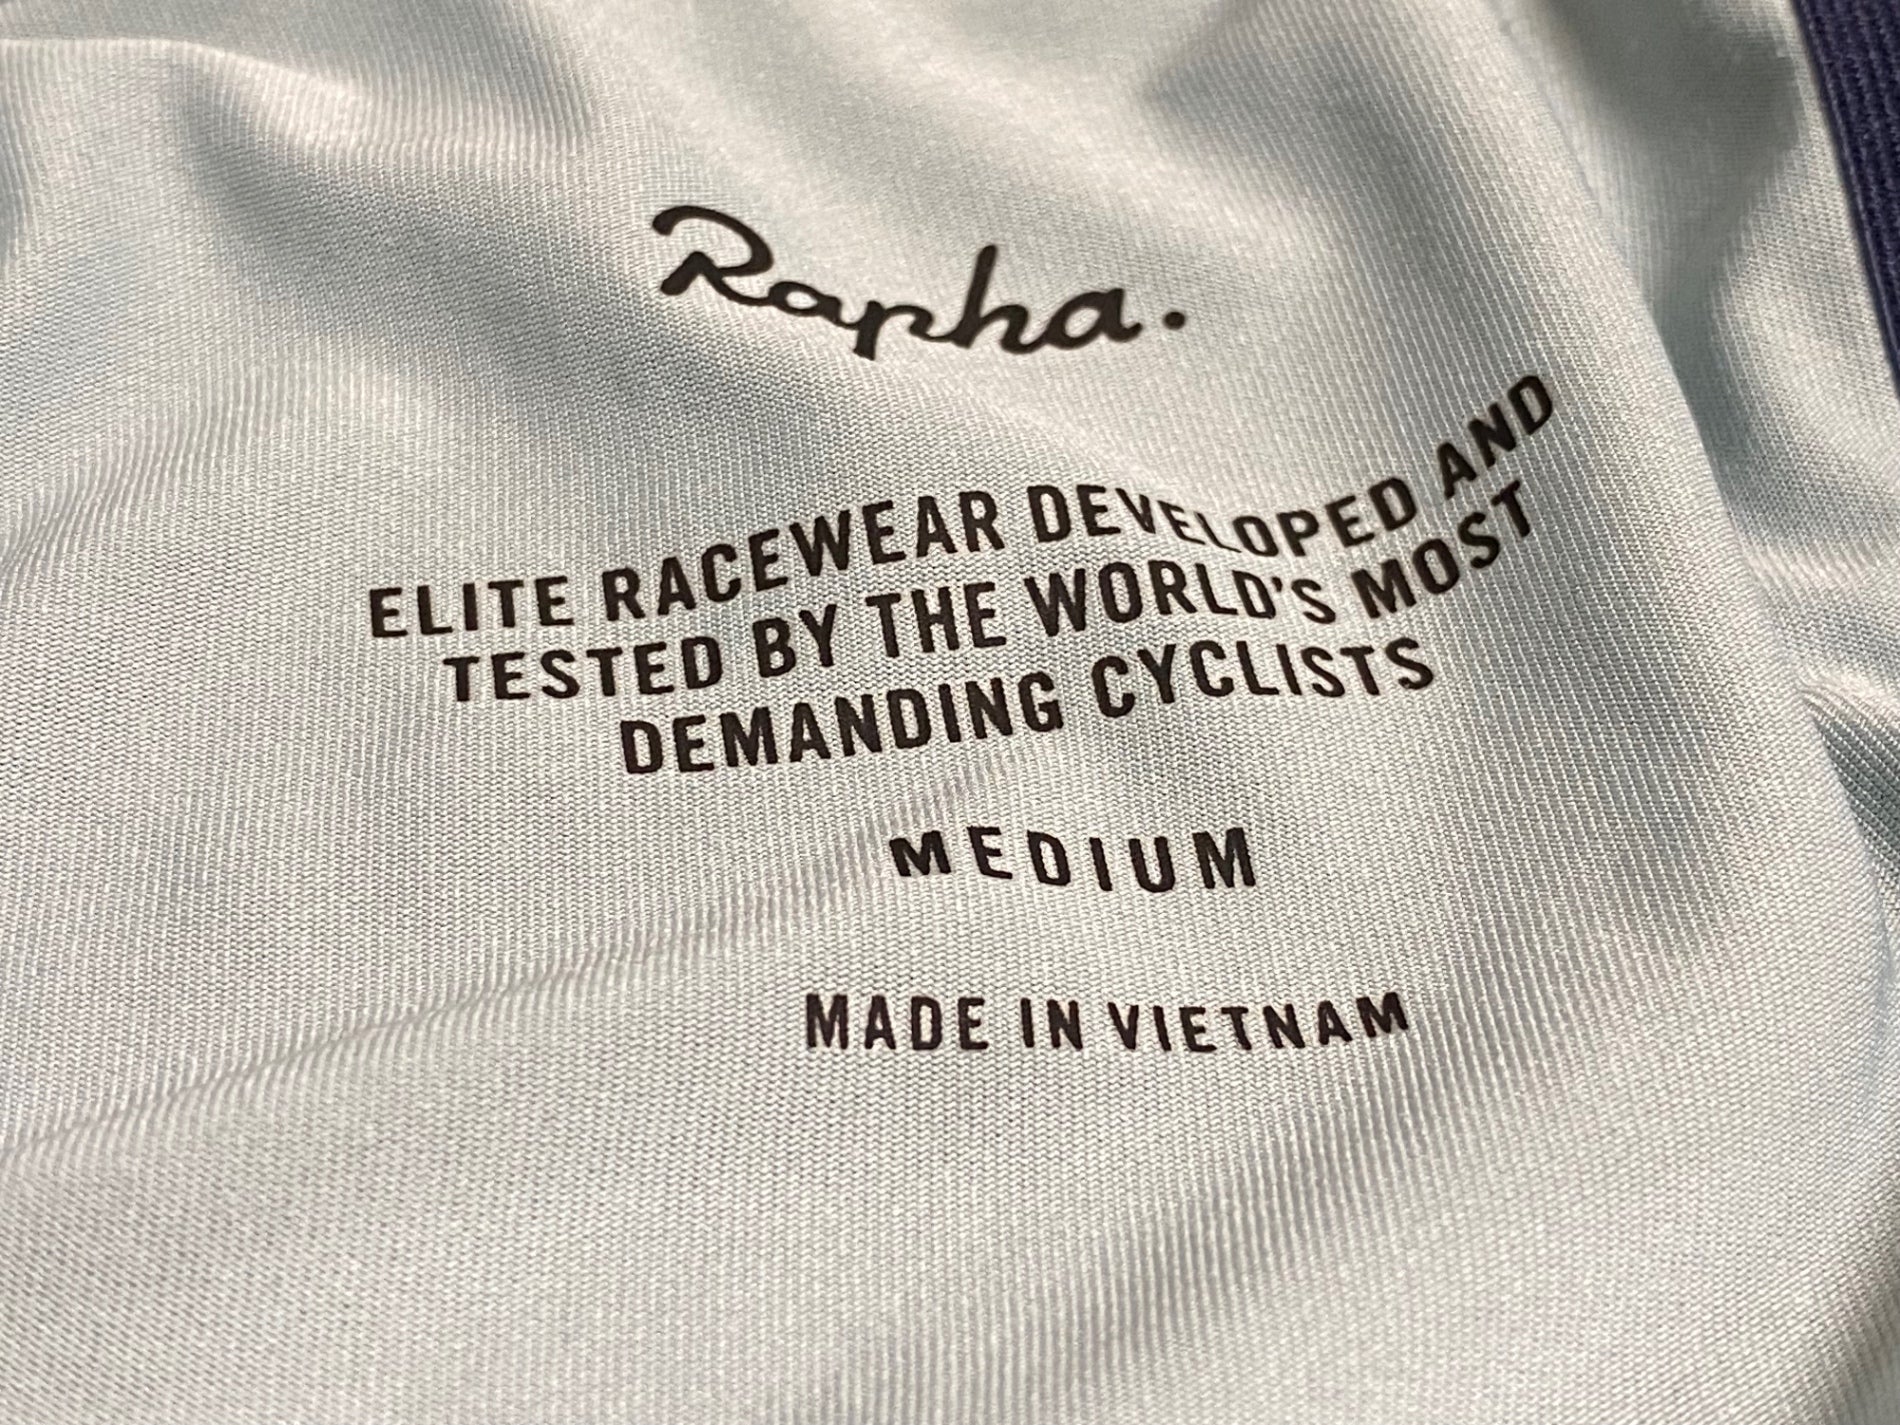 Rapha.
ELITE RACEWEAR DEVELOPED AND
TESTED BY THE WORLD'S MOST
DEMANDING CYCLISTS
MEDIUM
MADE IN VIETNAM